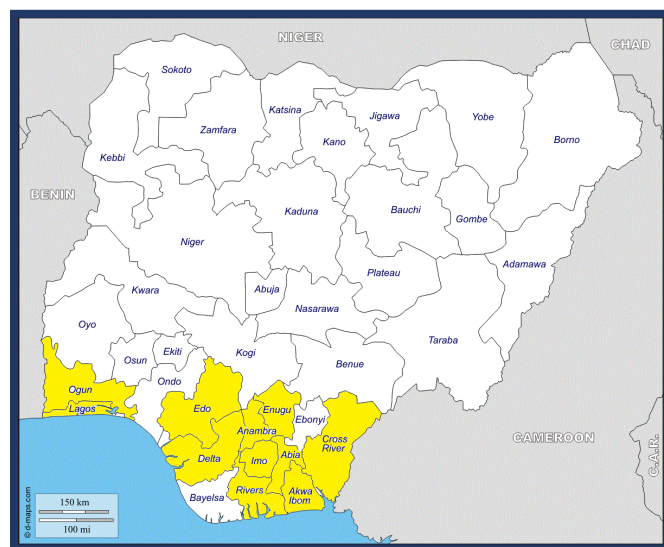 NIGER
CHAD
Sokoto
Katsina
Jigawa
Yobe
Zamfara
Kano
Borno
Kebbi
BENIN
Kaduna
Bauchi
Gombe
Niger
Adamawa
Plateau
Kwara
Abuja
Nasarawa
Oyo
Taraba
Osun
Ekiti
Kogi
Benue
Ondo
Ogun
Lagos
Edo
Enugu
Ebonyi
Anambra
Cross
River
CAMEROON
C.A.R.
Delta
Imo
Abia
Bayelsa
Rivers
Akwa
Ibom
150 km
100 mi
© d-maps.com